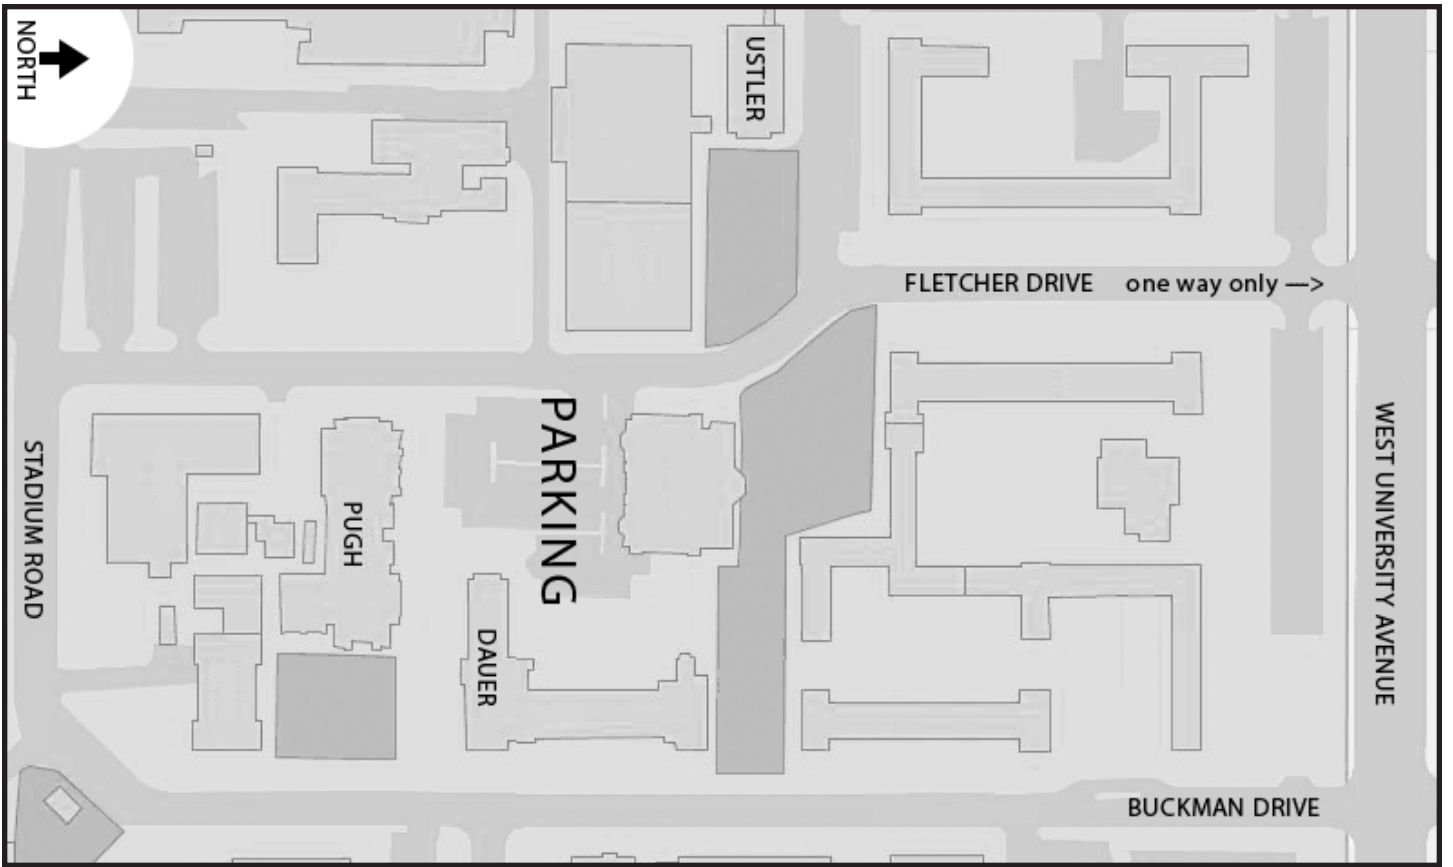 NORTH
USTLER
FLETCHER DRIVE one way only —>
PARKING
STADIUM ROAD
PUGH
DAUER
WEST UNIVERSITY AVENUE
BUCKMAN DRIVE